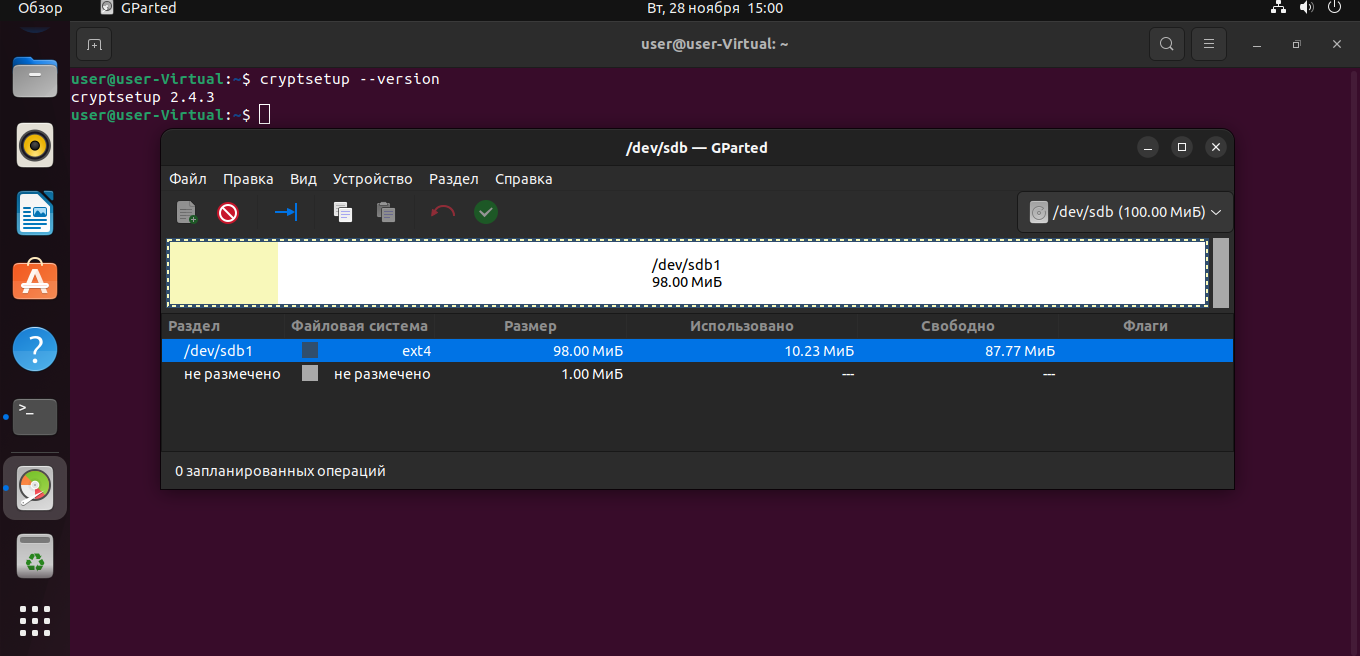 Обзор GParted Вт, 28 ноября 15:00
user@user-Virtual: ~
user@user-Virtual:~$ cryptsetup --version
cryptsetup 2.4.3
user@user-Virtual:~$
/dev/sdb — GParted
Файл Правка Вид Устройство Раздел Справка
/dev/sdb (100.00 МиБ)
/dev/sdb1
98.00 МиБ
Раздел Файловая система Размер Использовано Свободно Флаги
/dev/sdb1 ext4 98.00 МиБ 10.23 МиБ 87.77 МиБ
не размечено не размечено 1.00 МиБ --- ---
0 запланированных операций